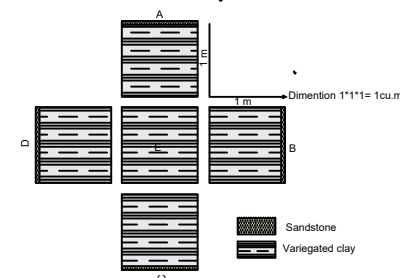 A
1 m
1 m
Dimention 1*1*1= 1cu.m
D
E
B
Sandstone
Variegated clay